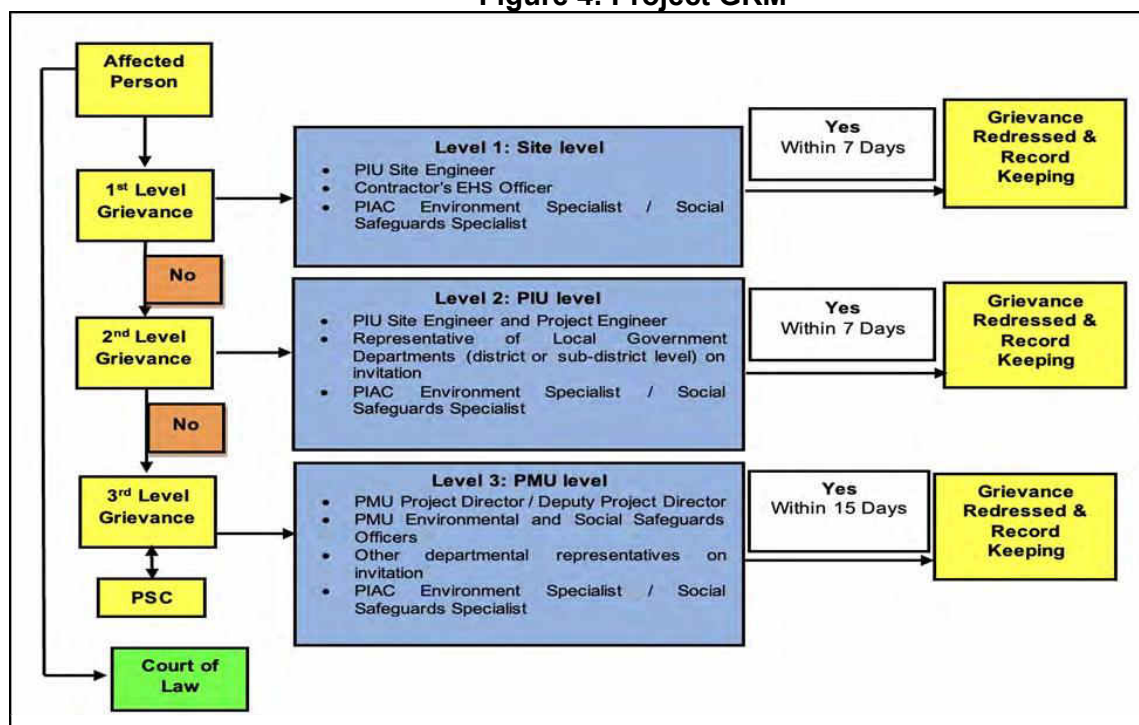 Figure 4: Project GRM
Affected
Person
1st Level
Grievance
No
2nd Level
Grievance
No
3rd Level
Grievance
PSC
Court of
Law
Level 1: Site level
• PIU Site Engineer
• Contractor's EHS Officer
• PIAC Environment Specialist / Social
Safeguards Specialist
Yes
Within 7 Days
Grievance
Redressed &
Record
Keeping
Level 2: PIU level
• PIU Site Engineer and Project Engineer
• Representative of Local Government
Departments (district or sub-district level) on
invitation
• PIAC Environment Specialist / Social
Safeguards Specialist
Yes
Within 7 Days
Grievance
Redressed &
Record
Keeping
Level 3: PMU level
• PMU Project Director / Deputy Project Director
• PMU Environmental and Social Safeguards
Officers
• Other departmental representatives on
invitation
• PIAC Environment Specialist / Social
Safeguards Specialist
Yes
Within 15 Days
Grievance
Redressed &
Record
Keeping